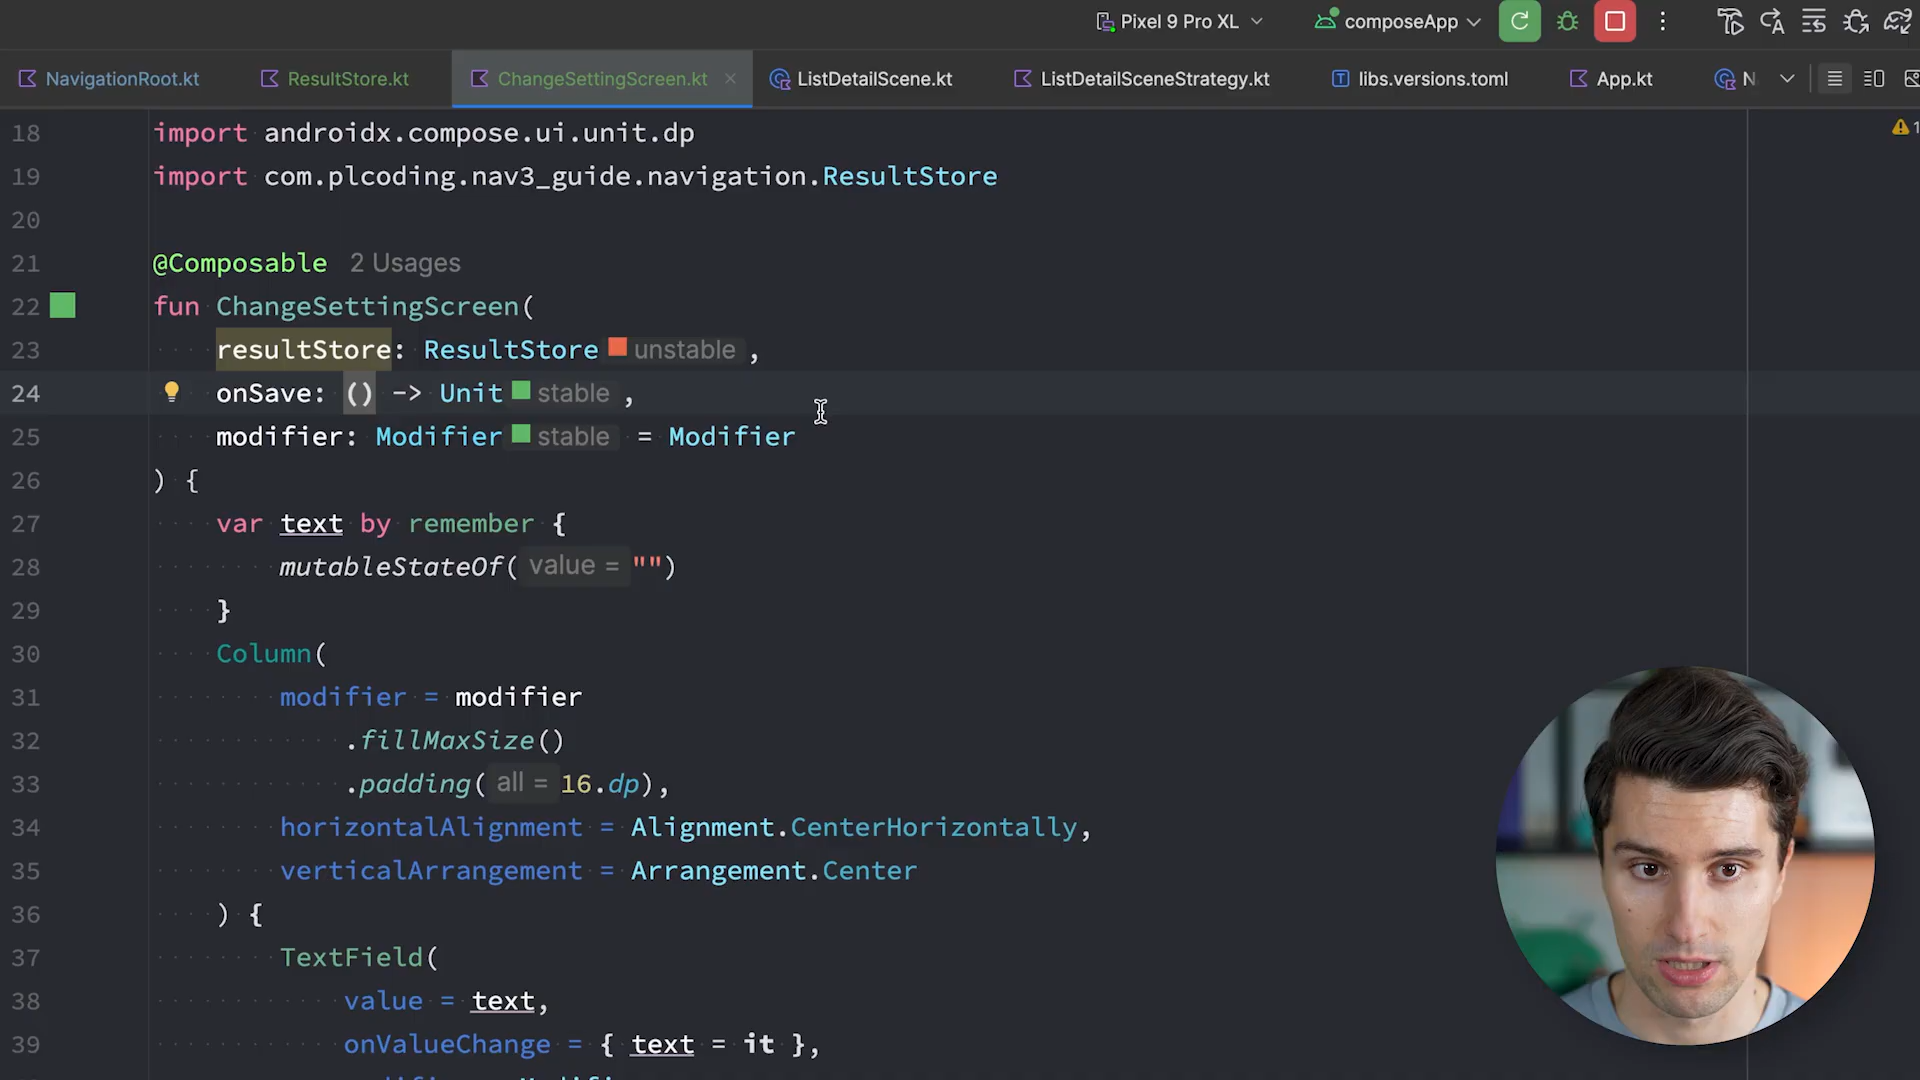 Pixel 9 Pro XL composeApp
NavigationRoot.kt ResultStore.kt ChangeSettingScreen.kt ListDetailScene.kt ListDetailSceneStrategy.kt libs.versions.toml App.kt N
18 import androidx.compose.ui.unit.dp
19 import com.plcoding.nav3_guide.navigation.ResultStore
20
21 @Composable 2 Usages
22 fun ChangeSettingScreen(
23 resultStore: ResultStore unstable ,
24 onSave: () -> Unit stable ,
25 modifier: Modifier stable = Modifier
26 ) {
27 var text by remember {
28 mutableStateOf( value = "")
29 }
30 Column(
31 modifier = modifier
32 .fillMaxSize()
33 .padding( all = 16.dp),
34 horizontalAlignment = Alignment.CenterHorizontally,
35 verticalArrangement = Arrangement.Center
36 ) {
37 TextField(
38 value = text,
39 onValueChange = { text = it },